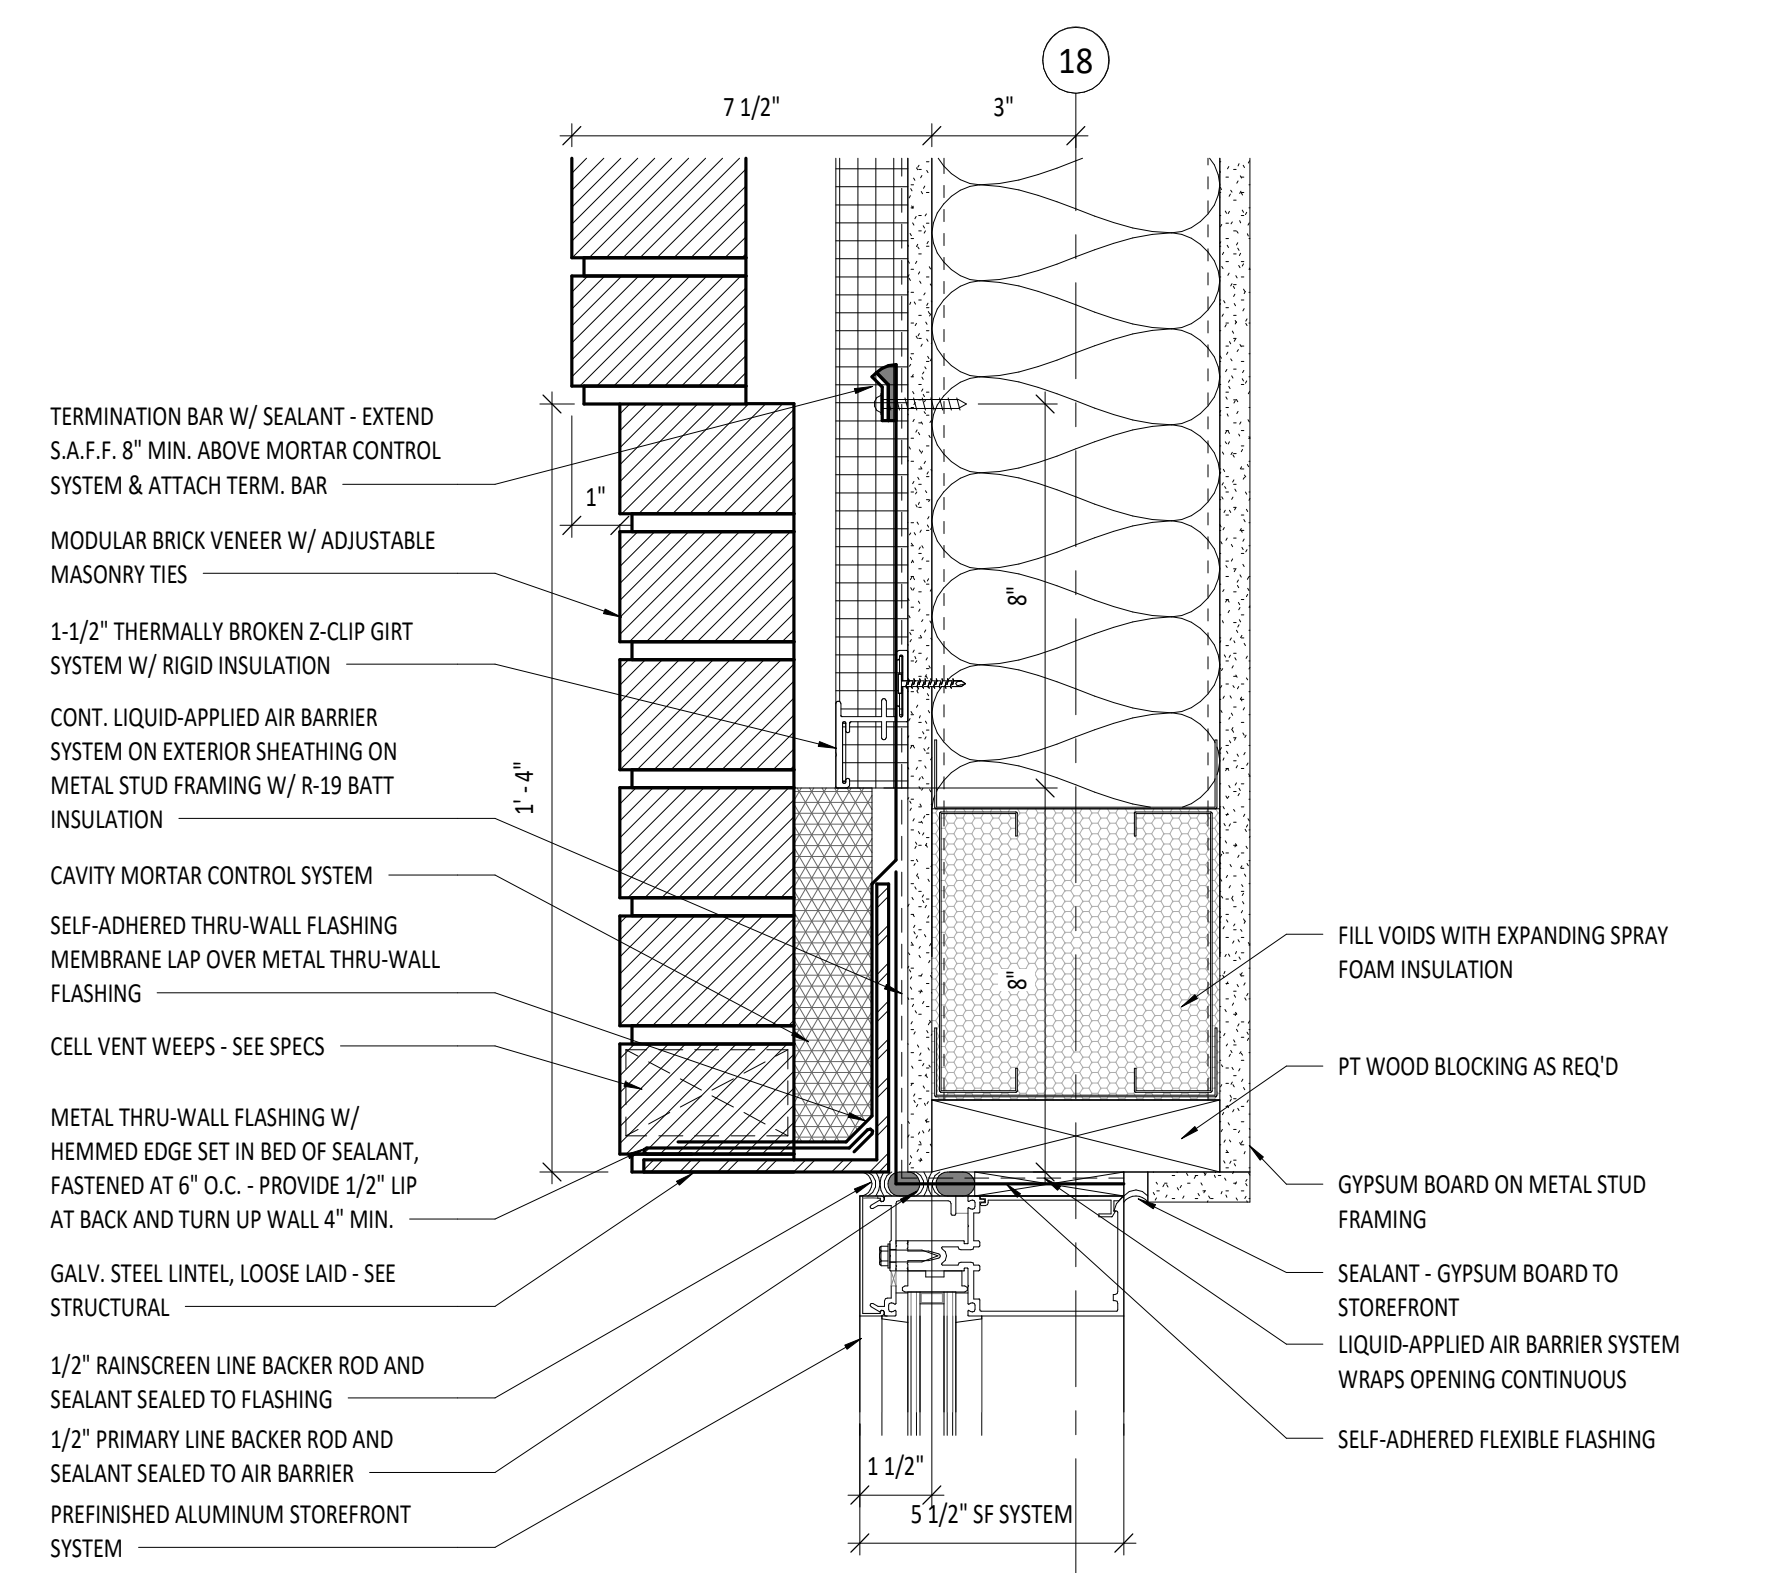 18
7 1/2"
3"
TERMINATION BAR W/ SEALANT - EXTEND
S.A.F.F. 8" MIN. ABOVE MORTAR CONTROL
SYSTEM & ATTACH TERM. BAR
1"
MODULAR BRICK VENEER W/ ADJUSTABLE
MASONRY TIES
8"
1-1/2" THERMALLY BROKEN Z-CLIP GIRT
SYSTEM W/ RIGID INSULATION
CONT. LIQUID-APPLIED AIR BARRIER
SYSTEM ON EXTERIOR SHEATHING ON
METAL STUD FRAMING W/ R-19 BATT
INSULATION
1' - 4"
CAVITY MORTAR CONTROL SYSTEM
SELF-ADHERED THRU-WALL FLASHING
MEMBRANE LAP OVER METAL THRU-WALL
FLASHING
8"
CELL VENT WEEPS - SEE SPECS
METAL THRU-WALL FLASHING W/
HEMMED EDGE SET IN BED OF SEALANT,
FASTENED AT 6" O.C. - PROVIDE 1/2" LIP
AT BACK AND TURN UP WALL 4" MIN.
GALV. STEEL LINTEL, LOOSE LAID - SEE
STRUCTURAL
1/2" RAINSCREEN LINE BACKER ROD AND
SEALANT SEALED TO FLASHING
1/2" PRIMARY LINE BACKER ROD AND
SEALANT SEALED TO AIR BARRIER
PREFINISHED ALUMINUM STOREFRONT
SYSTEM
FILL VOIDS WITH EXPANDING SPRAY
FOAM INSULATION
PT WOOD BLOCKING AS REQ'D
GYPSUM BOARD ON METAL STUD
FRAMING
SEALANT - GYPSUM BOARD TO
STOREFRONT
LIQUID-APPLIED AIR BARRIER SYSTEM
WRAPS OPENING CONTINUOUS
SELF-ADHERED FLEXIBLE FLASHING
1 1/2"
5 1/2" SF SYSTEM